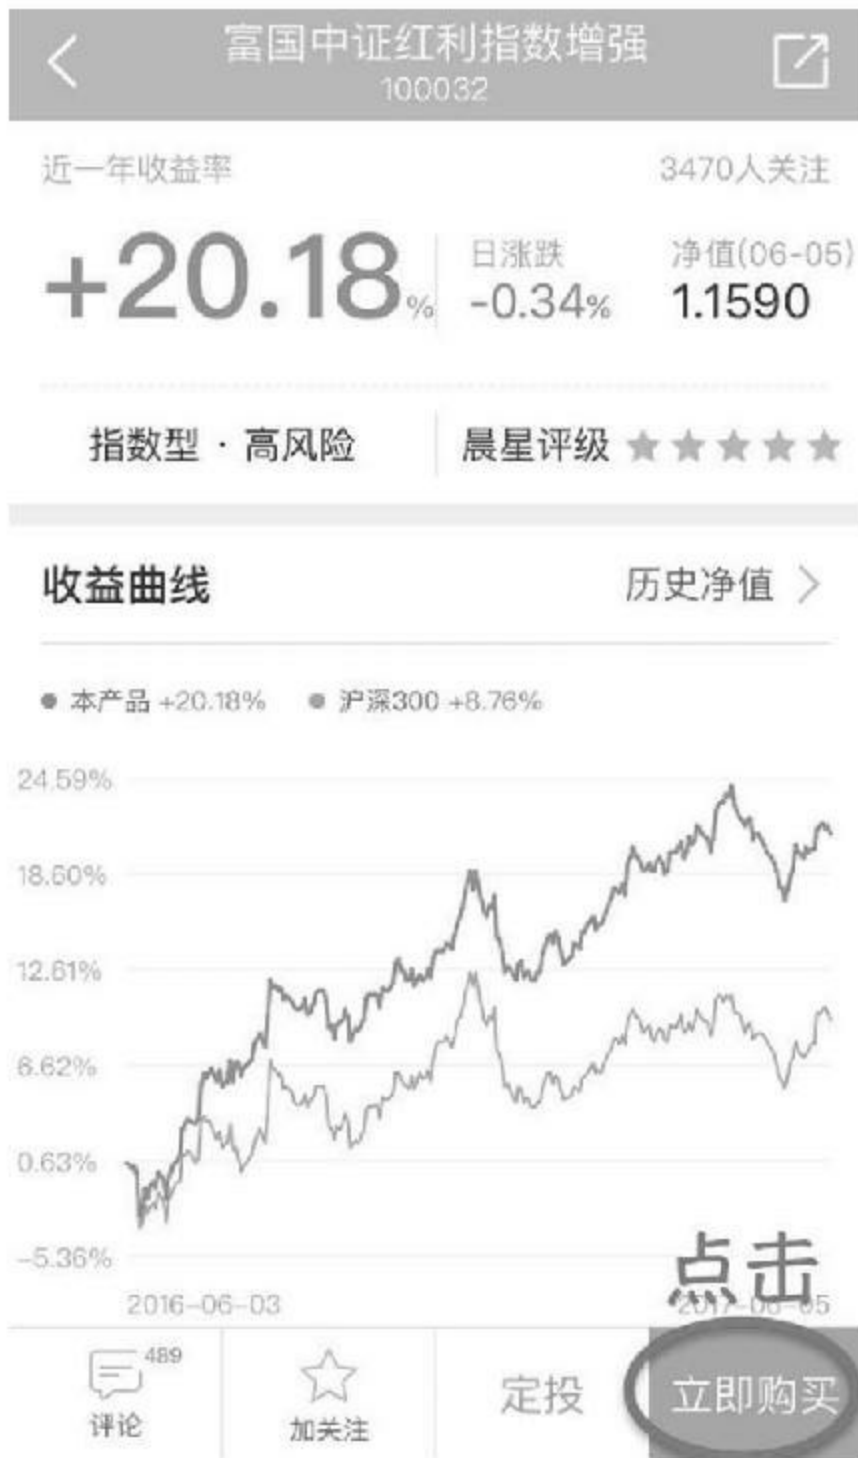 富国中证红利指数增强
100032
近一年收益率 3470人关注
+20.18% 日涨跌 -0.34% 净值(06-05) 1.1590
指数型 · 高风险 晨星评级
收益曲线 历史净值
本产品 +20.18% 沪深300 +8.76%
24.59%
18.60%
12.61%
6.62%
0.63%
-5.36%
2016-06-03 2017-06-05
点击
489
评论 加关注 定投 立即购买